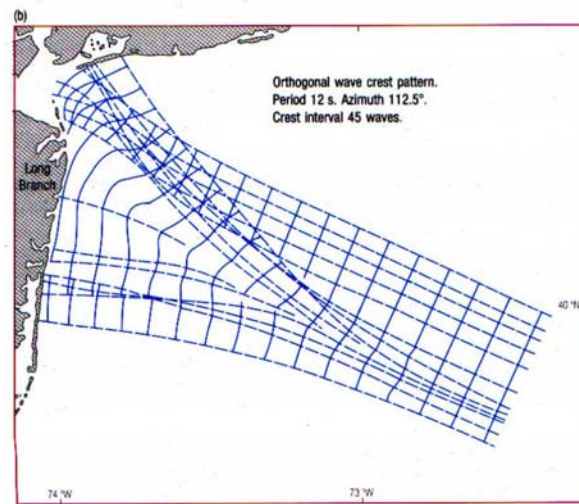 (b)
Orthogonal wave crest pattern.
Period 12 s. Azimuth 112.5°.
Crest interval 45 waves.
Long
Branch
40 °N
74 °W
73 °W